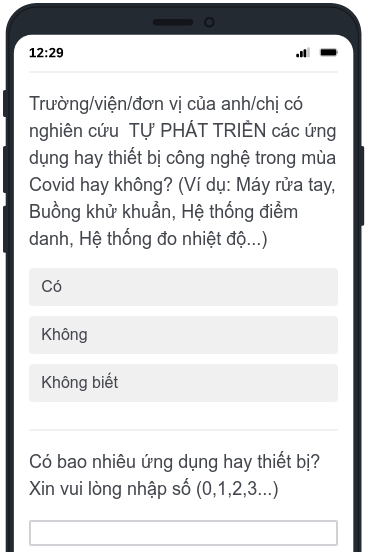 12:29
Trường/viện/đơn vị của anh/chị có
nghiên cứu  TỰ PHÁT TRIỂN các ứng
dụng hay thiết bị công nghệ trong mùa
Covid hay không? (Ví dụ: Máy rửa tay,
Buồng khử khuẩn, Hệ thống điểm
danh, Hệ thống đo nhiệt độ...)
Có
Không
Không biết
Có bao nhiêu ứng dụng hay thiết bị?
Xin vui lòng nhập số (0,1,2,3...)